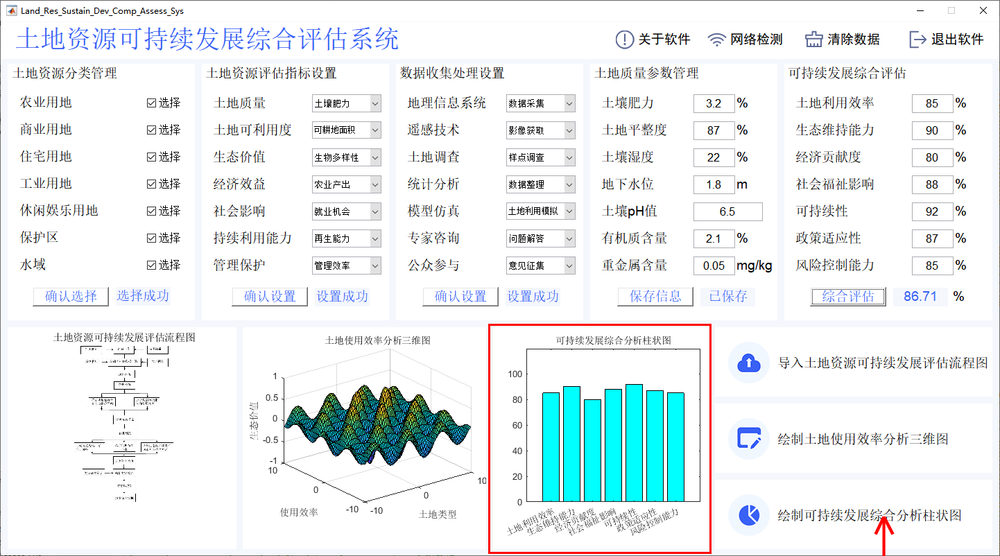 Land_Res_Sustain_Dev_Comp_Assess_Sys
土地资源可持续发展综合评估系统
关于软件 网络检测 清除数据 退出软件
土地资源分类管理
农业用地 选择
商业用地 选择
住宅用地 选择
工业用地 选择
休闲娱乐用地 选择
保护区 选择
水域 选择
确认选择 选择成功
土地资源评估指标设置
土地质量 土壤肥力
土地可利用度 可耕地面积
生态价值 生物多样性
经济效益 农业产出
社会影响 就业机会
持续利用能力 再生能力
管理保护 管理效率
确认设置 设置成功
数据收集处理设置
地理信息系统 数据采集
遥感技术 影像获取
土地调查 样点调查
统计分析 数据整理
模型仿真 土地利用模拟
专家咨询 问题解答
公众参与 意见征集
确认设置 设置成功
土地质量参数管理
土壤肥力 3.2 %
土地平整度 87 %
土壤湿度 22 %
地下水位 1.8 m
土壤pH值 6.5
有机质含量 2.1 %
重金属含量 0.05 mg/kg
保存信息 已保存
可持续发展综合评估
土地利用效率 85 %
生态维持能力 90 %
经济贡献度 80 %
社会福祉影响 88 %
可持续性 92 %
政策适应性 87 %
风险控制能力 85 %
综合评估 86.71 %
土地资源可持续发展评估流程图
土地使用效率分析三维图
生态价值
1
0.5
0
-0.5
-1
10
0
-10
使用效率
-10
0
10
土地类型
可持续发展综合分析柱状图
100
80
60
40
20
0
土地利用效率
生态维持能力
经济贡献度
社会福祉影响
可持续性
政策适应性
风险控制能力
导入土地资源可持续发展评估流程图
绘制土地使用效率分析三维图
绘制可持续发展综合分析柱状图